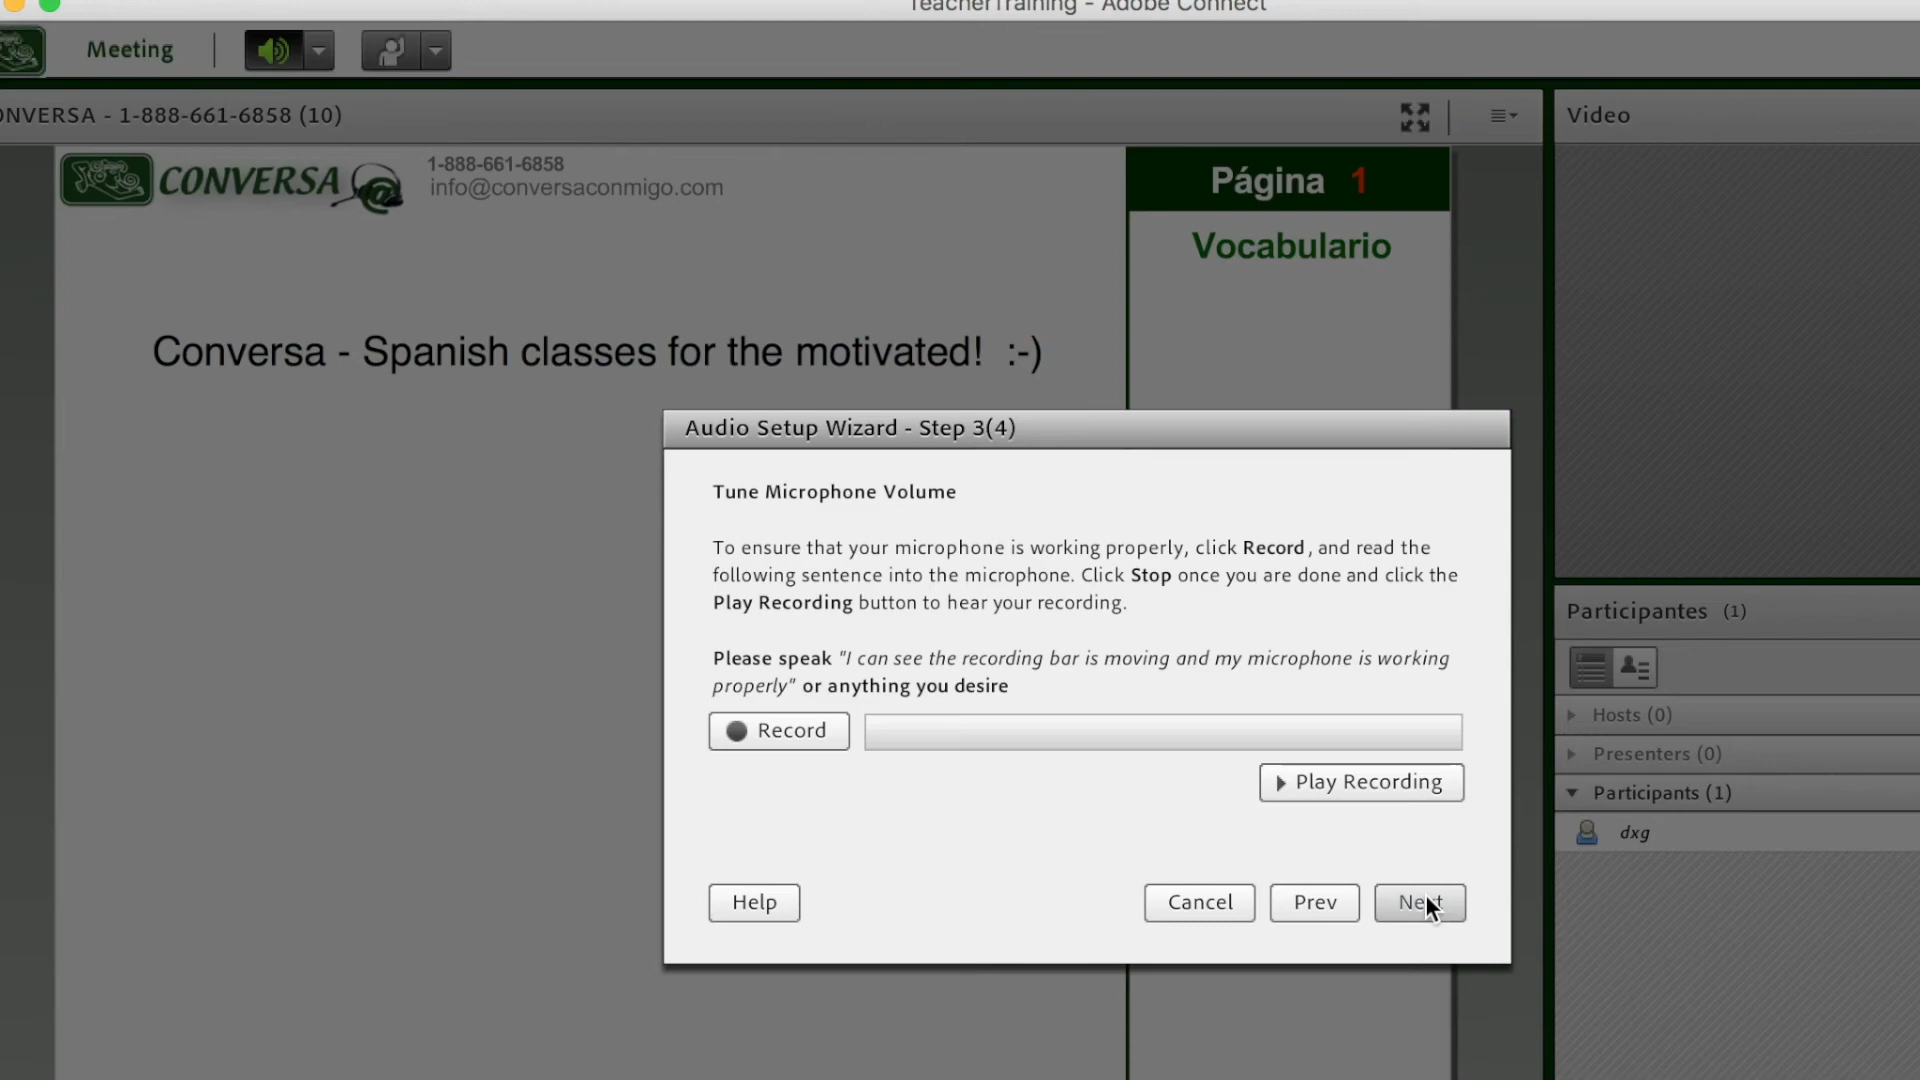 TeacherTraining - Adobe Connect
Meeting
ONVERSA - 1-888-661-6858 (10)
Video
CONVERSA
1-888-661-6858
info@conversaconmigo.com
Página 1
Vocabulario
Conversa - Spanish classes for the motivated! :-)
Audio Setup Wizard - Step 3(4)
Tune Microphone Volume
To ensure that your microphone is working properly, click Record, and read the
following sentence into the microphone. Click Stop once you are done and click the
Play Recording button to hear your recording.
Please speak "I can see the recording bar is moving and my microphone is working
properly" or anything you desire
Record
Play Recording
Help
Cancel
Prev
Next
Participantes (1)
Hosts (0)
Presenters (0)
Participants (1)
dxg